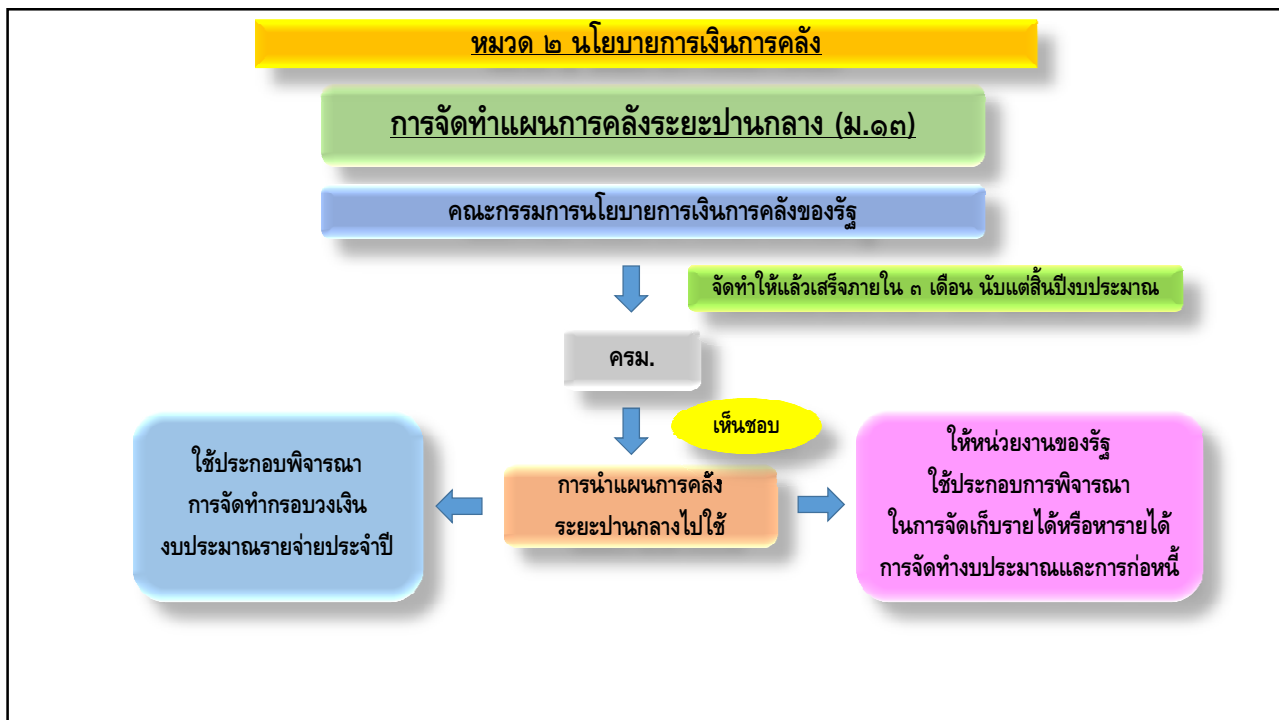 หมวด ๒ นโยบายการเงินการคลัง
การจัดทำแผนการคลังระยะปานกลาง (ม.๑๓)
คณะกรรมการนโยบายการเงินการคลังของรัฐ
จัดทำให้แล้วเสร็จภายใน ๓ เดือน นับแต่สิ้นปีงบประมาณ
ครม.
เห็นชอบ
ใช้ประกอบพิจารณา
การจัดทำกรอบวงเงิน
งบประมาณรายจ่ายประจำปี
การนำแผนการคลัง
ระยะปานกลางไปใช้
ให้หน่วยงานของรัฐ
ใช้ประกอบการพิจารณา
ในการจัดเก็บรายได้หรือหารายได้
การจัดทำงบประมาณและการก่อหนี้